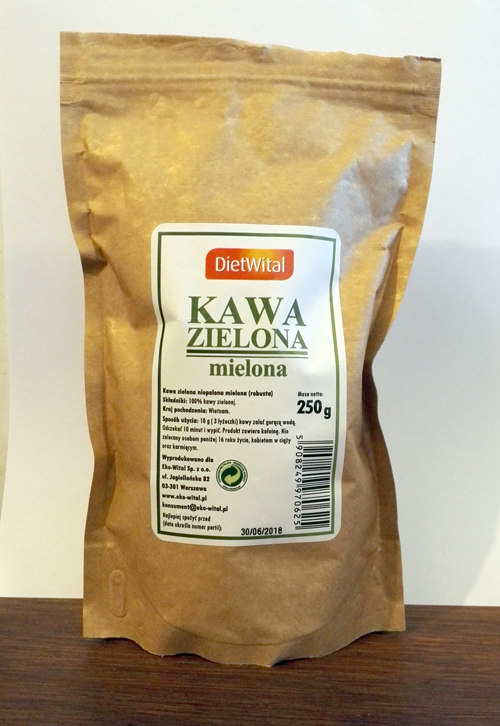 DietWital
KAWA
ZIELONA
mielona
Kawa zielona niepalona mielona (robusta)
Składniki: 100% kawy zielonej.
Kraj pochodzenia: Wietnam.
Masa netto:
250 g
Sposób użycia: 10 g ( 3 łyżeczki) kawy zalać gorącą wodą.
Odczekać 10 minut i wypić. Produkt zawiera kofeinę. Nie
zalecany osobom poniżej 16 roku życia, kobietom w ciąży
oraz karmiącym.
Wyprodukowano dla
Eko-Wital Sp. z o.o.
ul. Jagiellońska 82
03-301 Warszawa
www.eko-wital.pl
konsument@eko-wital.pl
Najlepiej spożyć przed
(data określa numer partii):
30/06/2018
5908249970625